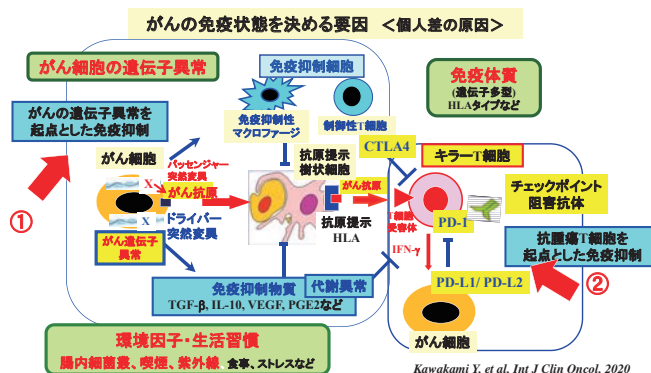 がんの免疫状態を決める要因 <個人差の原因>
がん細胞の遺伝子異常
がんの遺伝子異常を
起点とした免疫抑制
①
がん細胞
パッセンジャー
突然変異
X
がん抗原
X
ドライバー
突然変異
がん遺伝子
異常
免疫抑制細胞
免疫抑制性
マクロファージ
制御性T細胞
抗原提示
樹状細胞
がん抗原
抗原提示
HLA
免疫抑制物質
TGF-β, IL-10, VEGF, PGE2など
代謝異常
環境因子・生活習慣
腸内細菌叢、喫煙、紫外線、食事、ストレスなど
免疫体質
(遺伝子多型)
HLAタイプなど
CTLA4
キラーT細胞
T細胞
受容体
PD-1
チェックポイント
阻害抗体
IFN-γ
抗腫瘍T細胞を
起点とした免疫抑制
②
PD-L1/ PD-L2
がん細胞
Kawakami Y, et al. Int J Clin Oncol, 2020